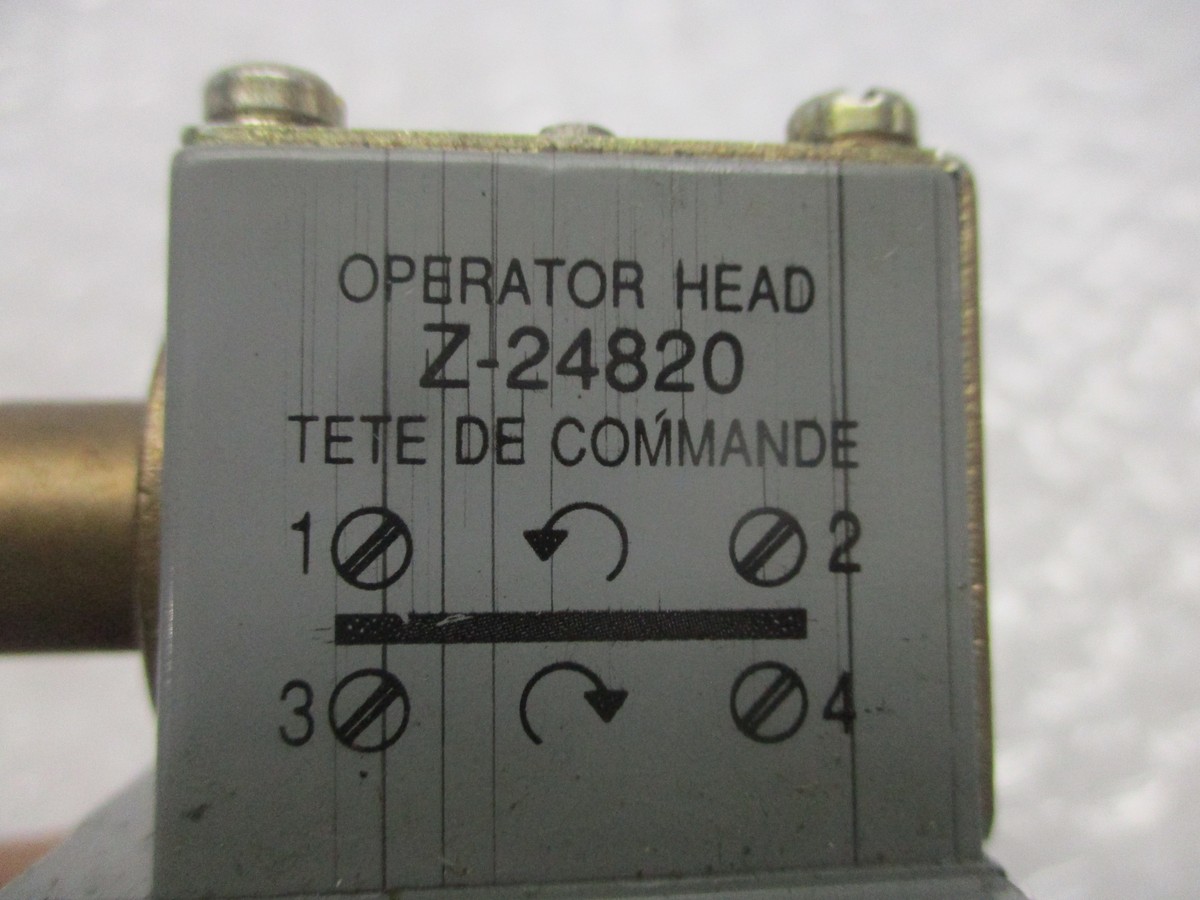 OPERATOR HEAD
Z-24820
TETE DE COMMANDE
1 2
3 4